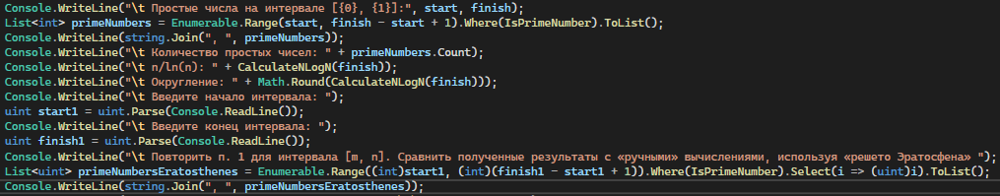 Console.WriteLine("\t Простые числа на интервале [{0}, {1}]:", start, finish);
List<int> primeNumbers = Enumerable.Range(start, finish - start + 1).Where(IsPrimeNumber).ToList();
Console.WriteLine(string.Join(", ", primeNumbers));
Console.WriteLine("\t Количество простых чисел: " + primeNumbers.Count);
Console.WriteLine("\t n/ln(n): " + CalculateNLogN(finish));
Console.WriteLine("\t Округление: " + Math.Round(CalculateNLogN(finish)));
Console.WriteLine("\t Введите начало интервала: ");
uint start1 = uint.Parse(Console.ReadLine());
Console.WriteLine("\t Введите конец интервала: ");
uint finish1 = uint.Parse(Console.ReadLine());
Console.WriteLine("\t Повторить п. 1 для интервала [m, n]. Сравнить полученные результаты с «ручными» вычислениями, используя «решето Эратосфена» ");
List<uint> primeNumbersEratosthenes = Enumerable.Range((int)start1, (int)(finish1 - start1 + 1)).Where(IsPrimeNumber).Select(i => (uint)i).ToList();
Console.WriteLine(string.Join(", ", primeNumbersEratosthenes));